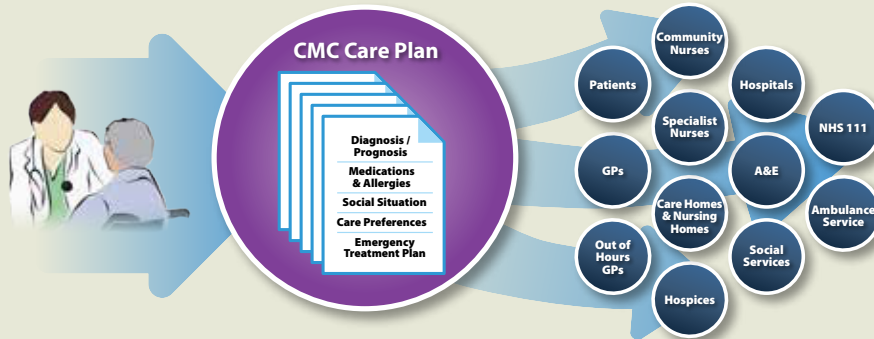 CMC Care Plan
Diagnosis /
Prognosis
Medications
& Allergies
Social Situation
Care Preferences
Emergency
Treatment Plan
Community
Nurses
Patients
Hospitals
Specialist
Nurses
NHS 111
GPs
A&E
Care Homes
& Nursing
Homes
Ambulance
Service
Out of
Hours
GPs
Social
Services
Hospices